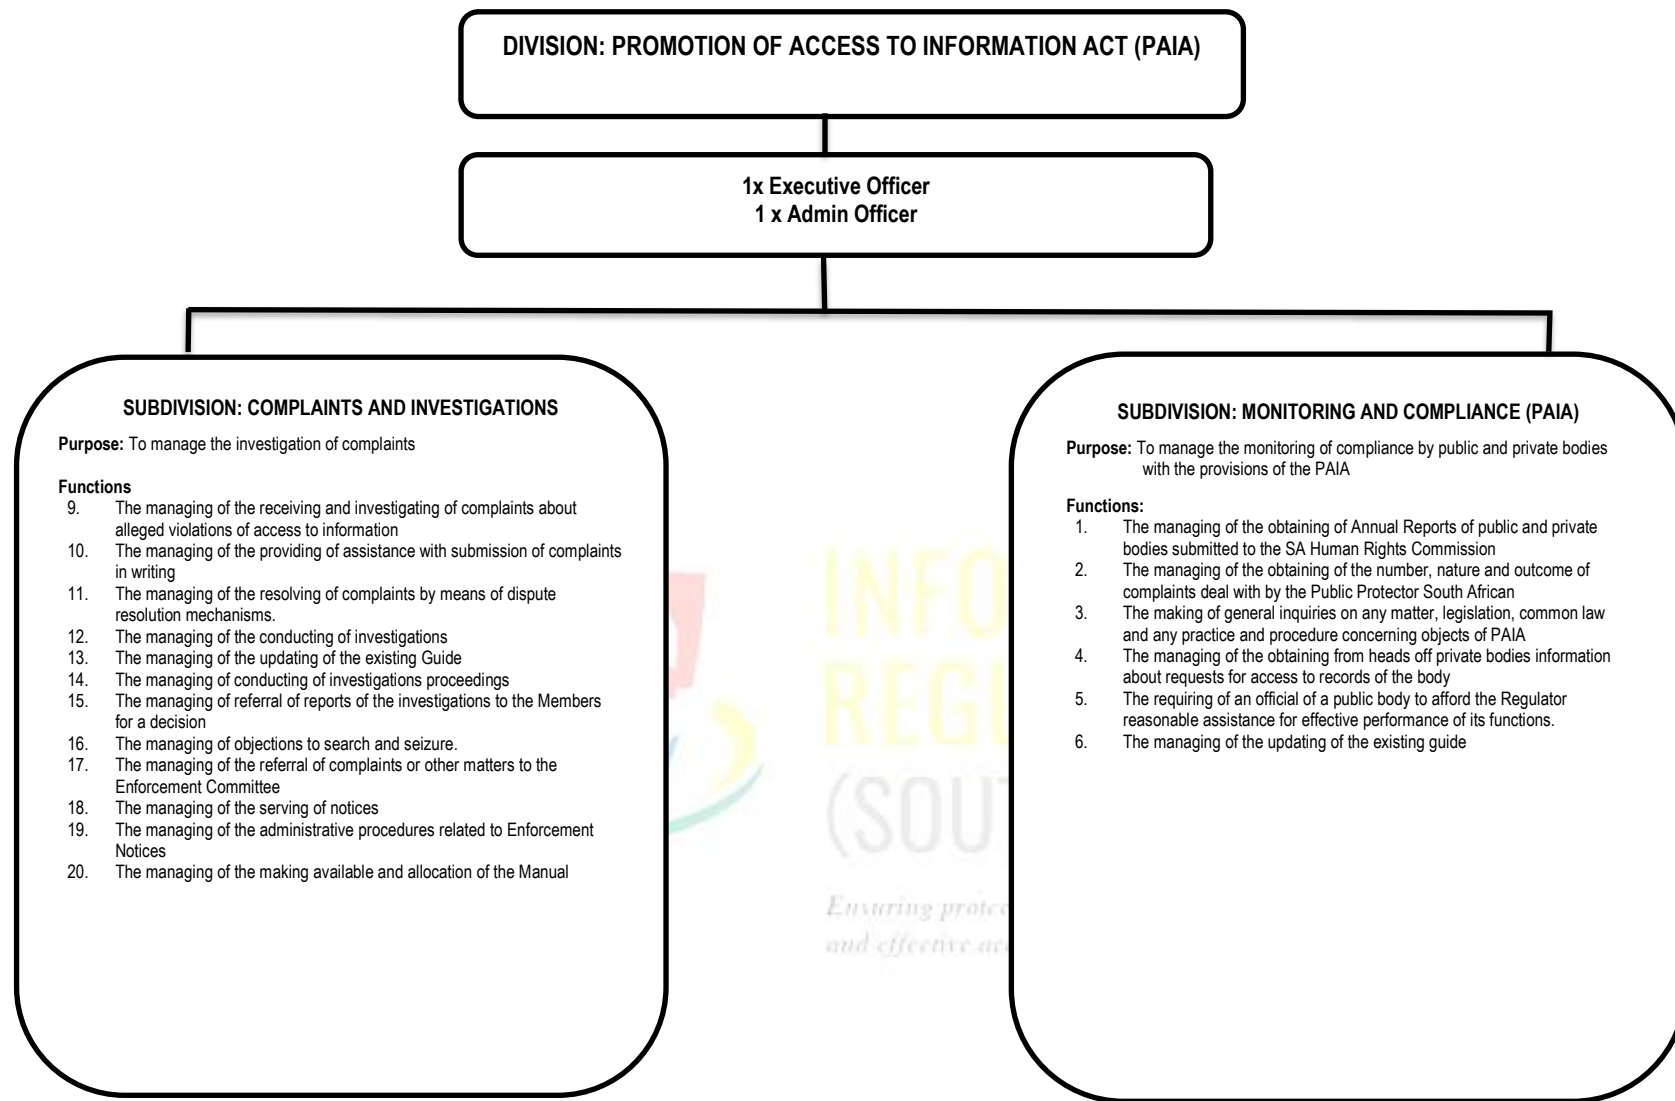 DIVISION: PROMOTION OF ACCESS TO INFORMATION ACT (PAIA)
1x Executive Officer
1 x Admin Officer
SUBDIVISION: COMPLAINTS AND INVESTIGATIONS
Purpose: To manage the investigation of complaints
Functions
9. The managing of the receiving and investigating of complaints about
alleged violations of access to information
10. The managing of the providing of assistance with submission of complaints
in writing
11. The managing of the resolving of complaints by means of dispute
resolution mechanisms.
12. The managing of the conducting of investigations
13. The managing of the updating of the existing Guide
14. The managing of conducting of investigations proceedings
15. The managing of referral of reports of the investigations to the Members
for a decision
16. The managing of objections to search and seizure.
17. The managing of the referral of complaints or other matters to the
Enforcement Committee
18. The managing of the serving of notices
19. The managing of the administrative procedures related to Enforcement
Notices
20. The managing of the making available and allocation of the Manual
SUBDIVISION: MONITORING AND COMPLIANCE (PAIA)
Purpose: To manage the monitoring of compliance by public and private bodies
with the provisions of the PAIA
Functions:
1. The managing of the obtaining of Annual Reports of public and private
bodies submitted to the SA Human Rights Commission
2. The managing of the obtaining of the number, nature and outcome of
complaints deal with by the Public Protector South African
3. The making of general inquiries on any matter, legislation, common law
and any practice and procedure concerning objects of PAIA
4. The managing of the obtaining from heads off private bodies information
about requests for access to records of the body
5. The requiring of an official of a public body to afford the Regulator
reasonable assistance for effective performance of its functions.
6. The managing of the updating of the existing guide
INFO
REGU
(SOUT
Ensuring protec
and effective acc